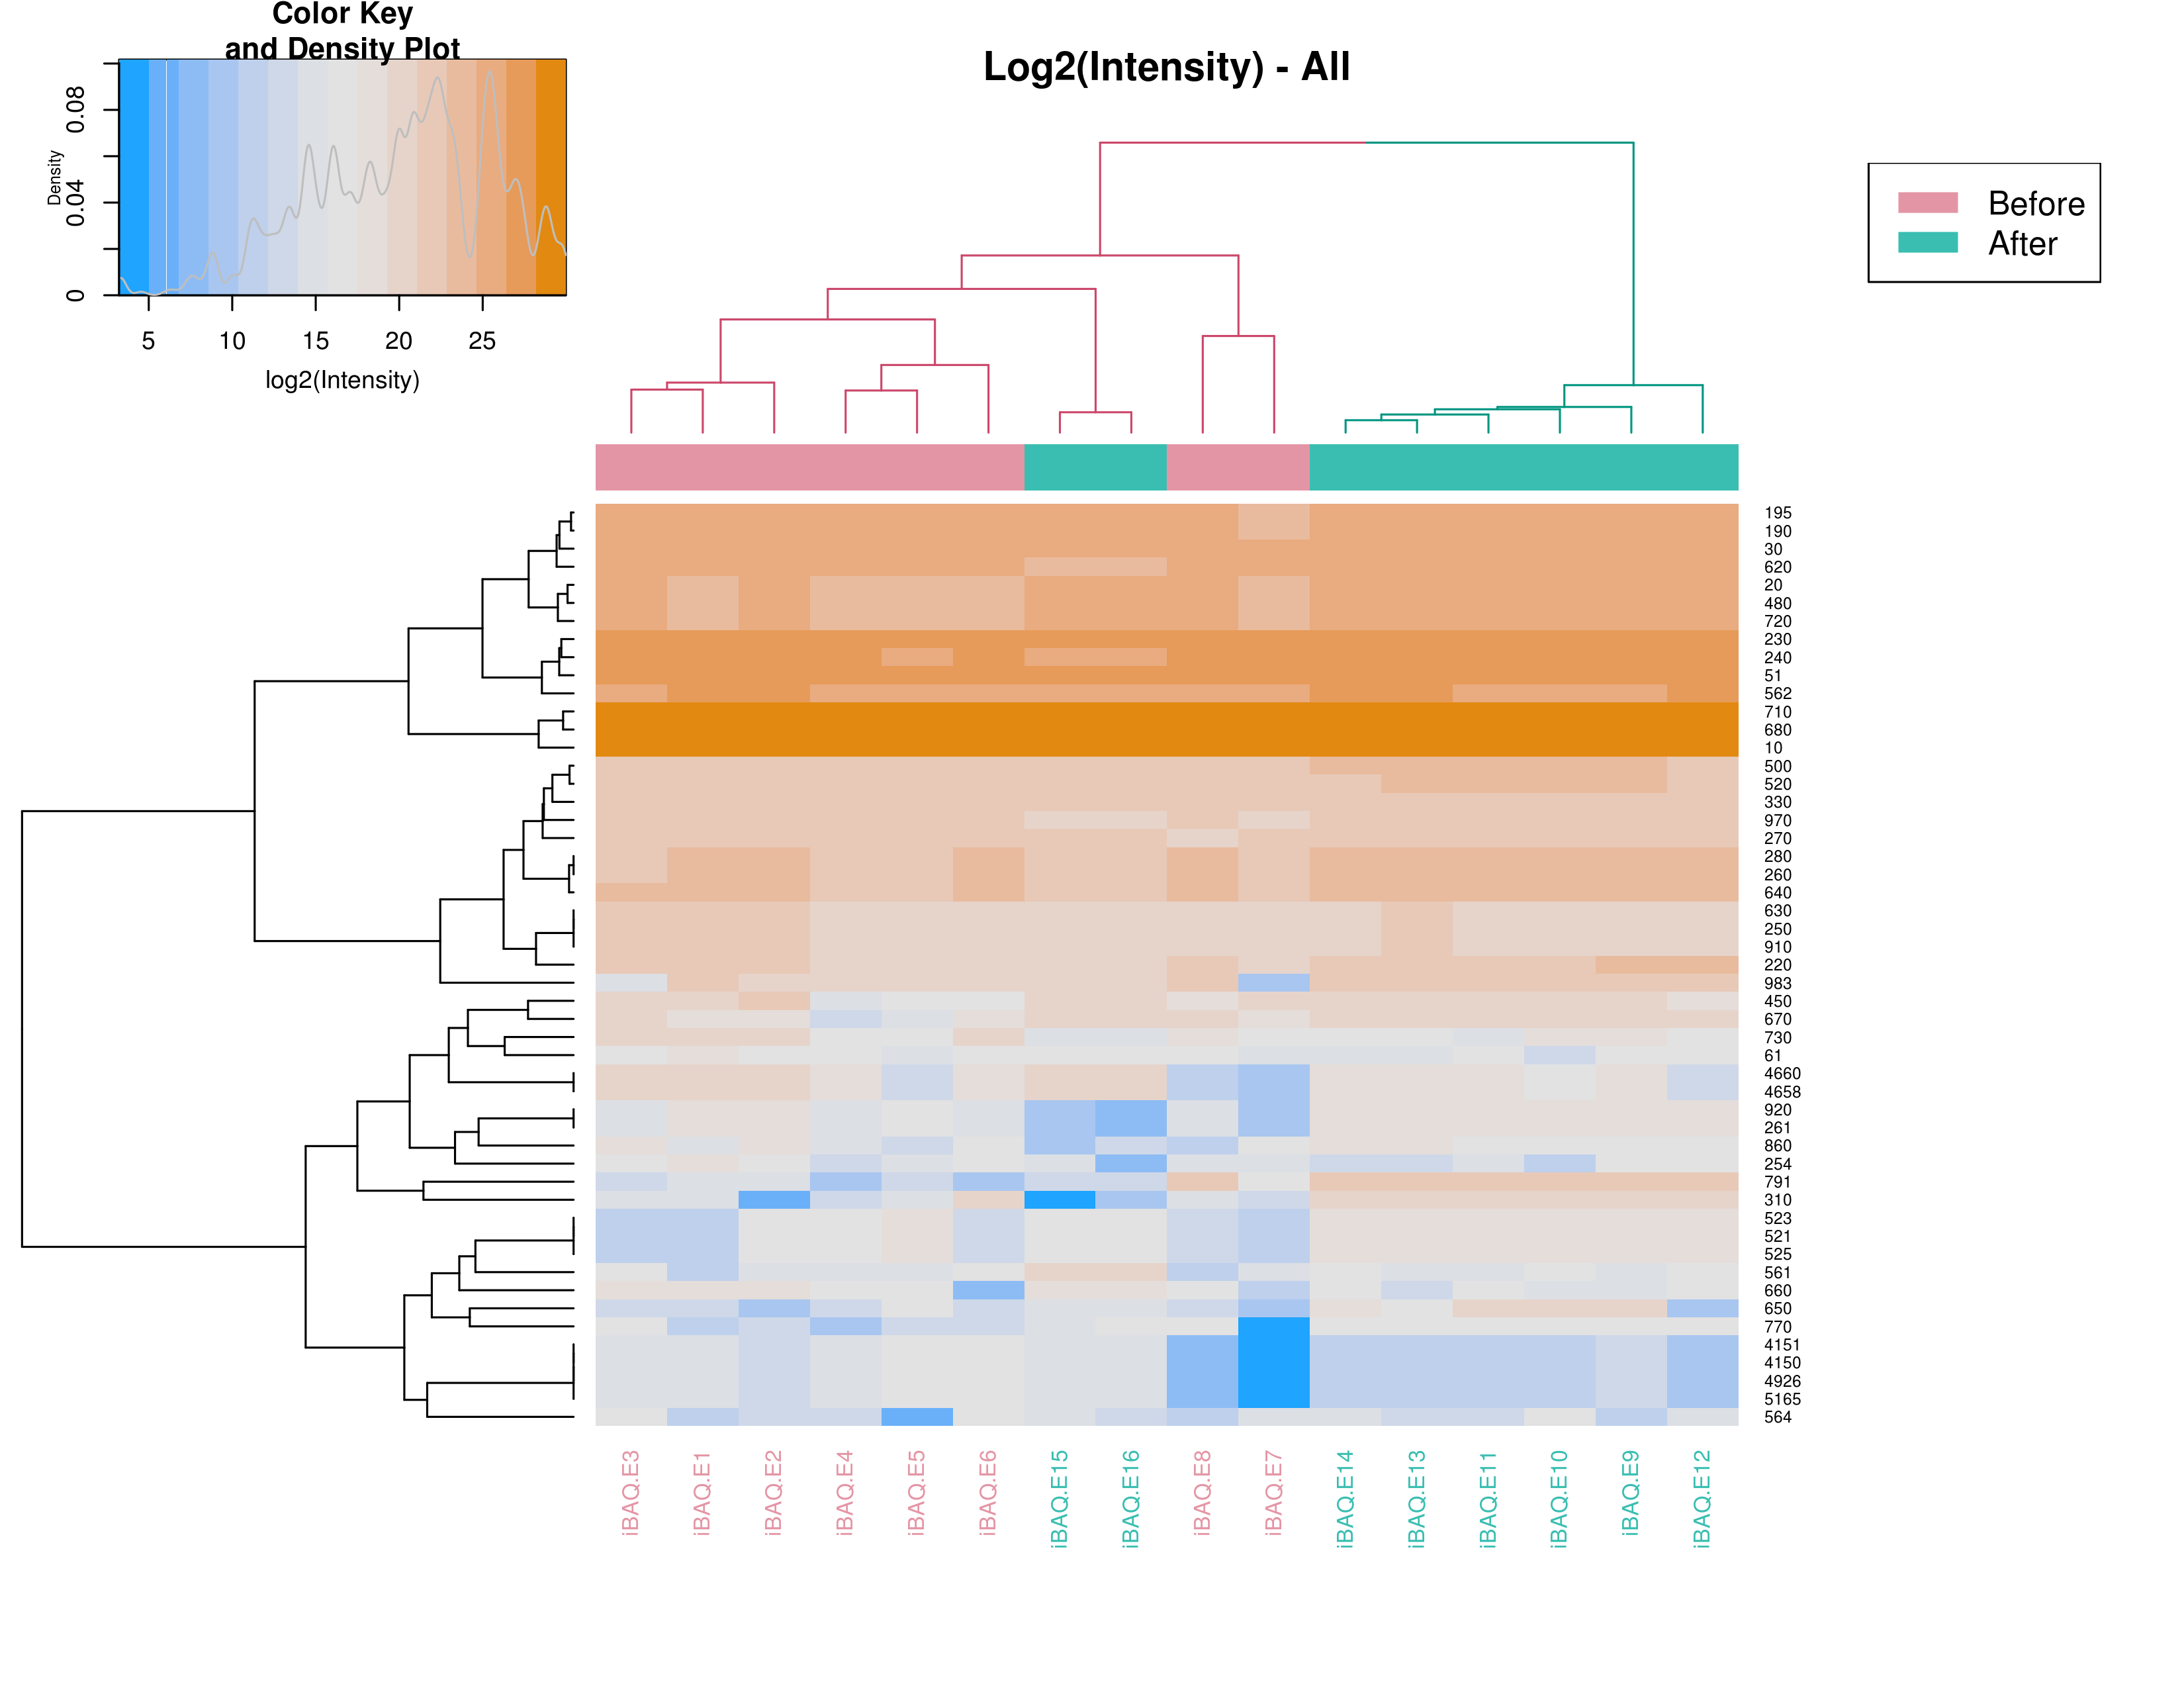 Color Key
and Density Plot
Log2(Intensity) - All
Density
0
0.04
0.08
5 10 15 20 25
log2(Intensity)
Before
After
195
190
30
620
20
480
720
230
240
51
562
710
680
10
500
520
330
970
270
280
260
640
630
250
910
220
983
450
670
730
61
4660
4658
920
261
860
254
791
310
523
521
525
561
660
650
770
4151
4150
4926
5165
564
iBAQ.E3
iBAQ.E1
iBAQ.E2
iBAQ.E4
iBAQ.E5
iBAQ.E6
iBAQ.E15
iBAQ.E16
iBAQ.E8
iBAQ.E7
iBAQ.E14
iBAQ.E13
iBAQ.E11
iBAQ.E10
iBAQ.E9
iBAQ.E12